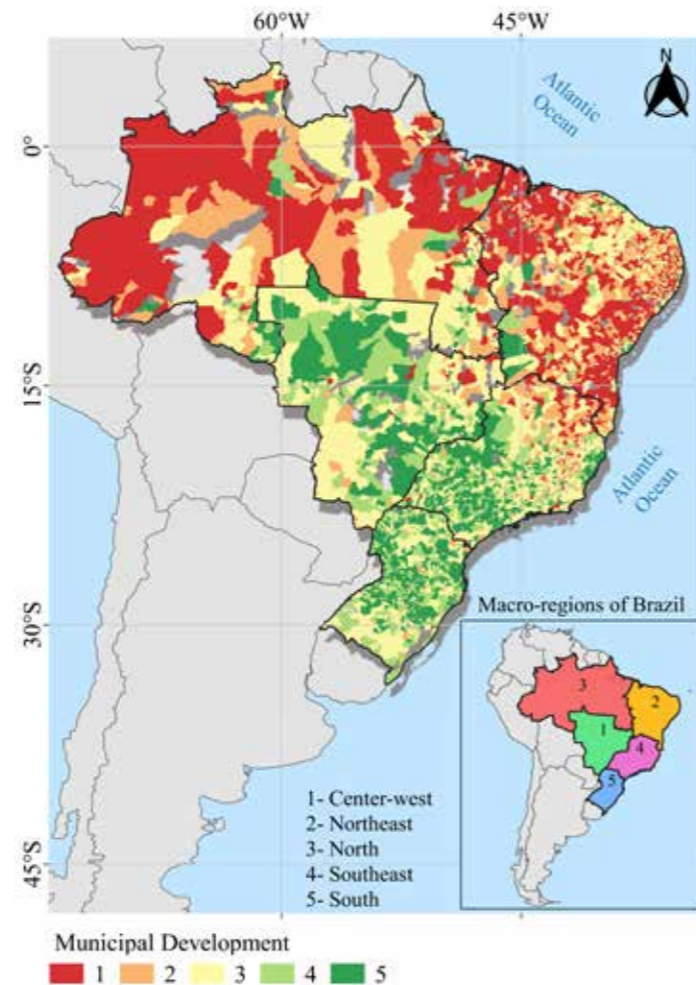 60°W 45°W
N
Atlantic
Ocean
0°
15°S
Atlantic
Ocean
30°S
Macro-regions of Brazil
3
2
1
4
5
1- Center-west
2- Northeast
3- North
4- Southeast
5- South
45°S
Municipal Development
1 2 3 4 5